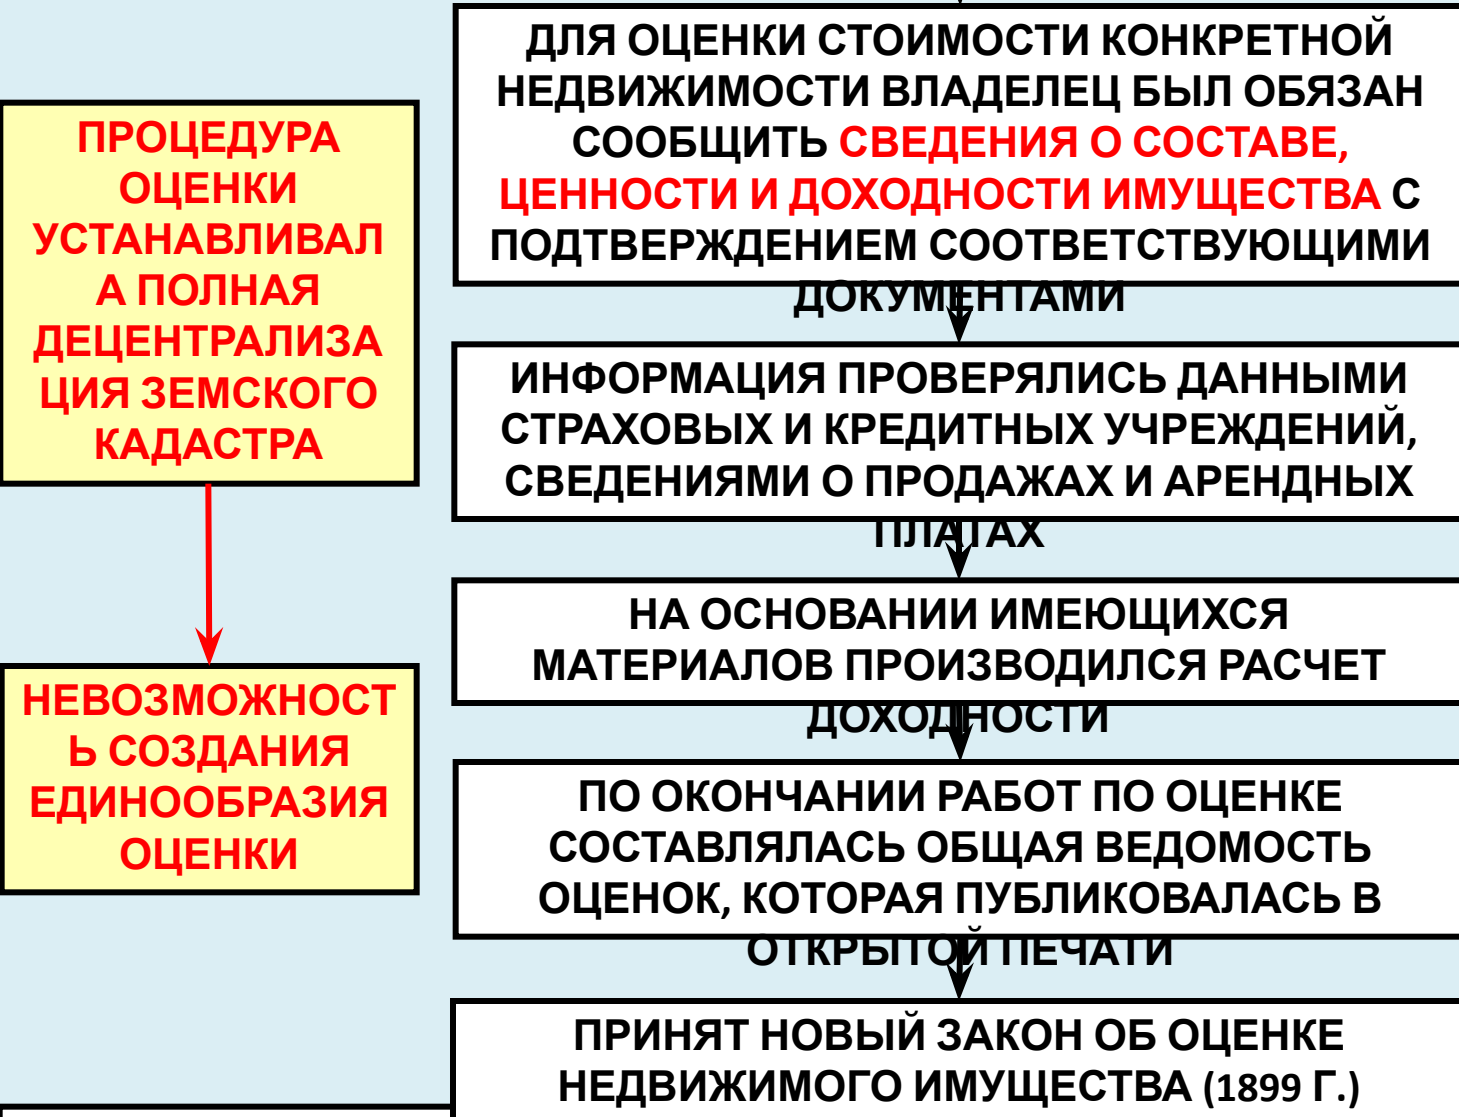 ПРОЦЕДУРА
ОЦЕНКИ
УСТАНАВЛИВАЛ
А ПОЛНАЯ
ДЕЦЕНТРАЛИЗА
ЦИЯ ЗЕМСКОГО
КАДАСТРА
НЕВОЗМОЖНОСТ
Ь СОЗДАНИЯ
ЕДИНООБРАЗИЯ
ОЦЕНКИ
ДЛЯ ОЦЕНКИ СТОИМОСТИ КОНКРЕТНОЙ
НЕДВИЖИМОСТИ ВЛАДЕЛЕЦ БЫЛ ОБЯЗАН
СООБЩИТЬ СВЕДЕНИЯ О СОСТАВЕ,
ЦЕННОСТИ И ДОХОДНОСТИ ИМУЩЕСТВА С
ПОДТВЕРЖДЕНИЕМ СООТВЕТСТВУЮЩИМИ
ДОКУМЕНТАМИ
ИНФОРМАЦИЯ ПРОВЕРЯЛИСЬ ДАННЫМИ
СТРАХОВЫХ И КРЕДИТНЫХ УЧРЕЖДЕНИЙ,
СВЕДЕНИЯМИ О ПРОДАЖАХ И АРЕНДНЫХ
ПЛАТАХ
НА ОСНОВАНИИ ИМЕЮЩИХСЯ
МАТЕРИАЛОВ ПРОИЗВОДИЛСЯ РАСЧЕТ
ДОХОДНОСТИ
ПО ОКОНЧАНИИ РАБОТ ПО ОЦЕНКЕ
СОСТАВЛЯЛАСЬ ОБЩАЯ ВЕДОМОСТЬ
ОЦЕНОК, КОТОРАЯ ПУБЛИКОВАЛАСЬ В
ОТКРЫТОЙ ПЕЧАТИ
ПРИНЯТ НОВЫЙ ЗАКОН ОБ ОЦЕНКЕ
НЕДВИЖИМОГО ИМУЩЕСТВА (1899 Г.)